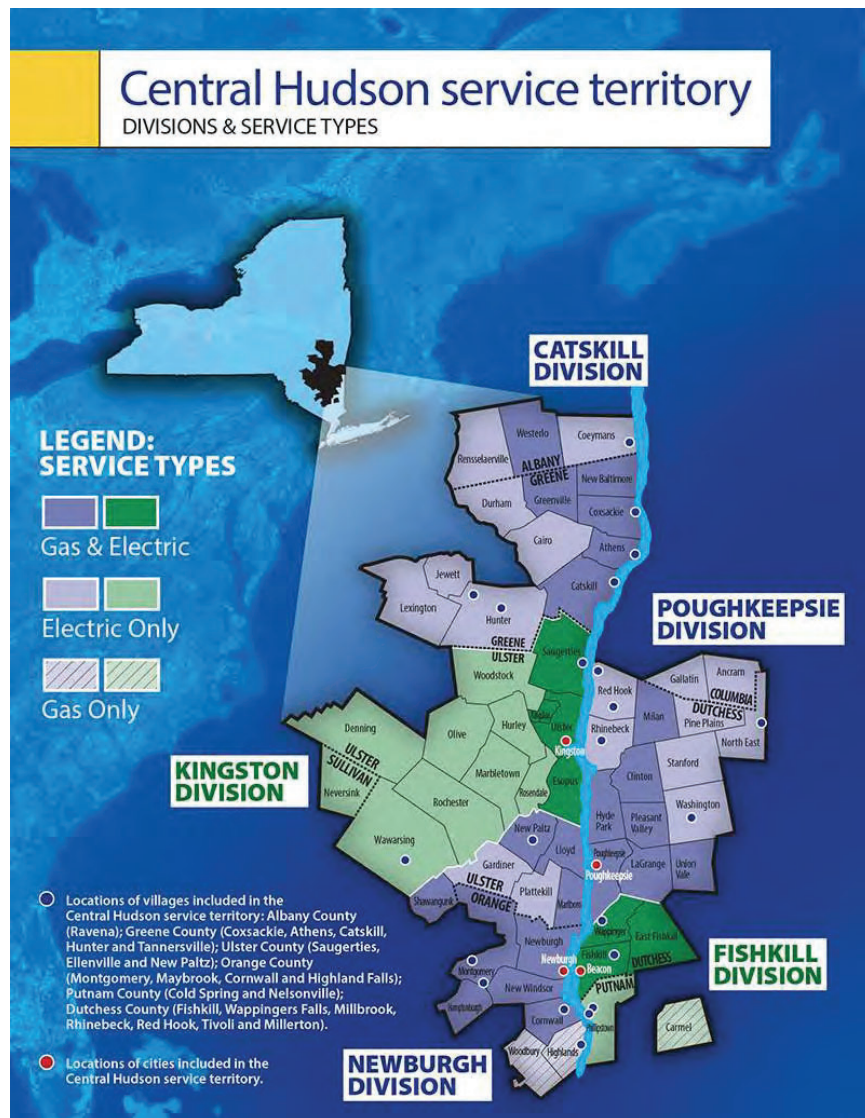 Central Hudson service territory
DIVISIONS & SERVICE TYPES
CATSKILL
DIVISION
LEGEND:
SERVICE TYPES
Gas & Electric
Electric Only
Gas Only
Westerlo
Coeymans
Rensselaerville
ALBANY
GREENE
New Baltimore
Durham
Greenville
Coxsackie
Cairo
Athens
Jewett
Catskill
Lexington
Hunter
GREENE
ULSTER
POUGHKEEPSIE
DIVISION
Saugerties
Woodstock
Gallatin
Ancram
Red Hook
COLUMBIA
DUTCHESS
Milan
Pine Plains
Rhinebeck
North East
Denning
Olive
Hurley
Ulster
Kingston
ULSTER
SULLIVAN
KINGSTON
DIVISION
Neversink
Marbletown
Rosendale
Esopus
Rochester
Stanford
Clinton
Washington
Hyde
Park
Pleasant
Valley
Wawarsing
New Paltz
Lloyd
Poughkeepsie
Poughkeepsie
LaGrange
Union
Vale
Gardiner
ULSTER
ORANGE
Plattekill
Marlboro
Shawangunk
Wappinger
East Fishkill
Newburgh
Fishkill
DUTCHESS
FISHKILL
DIVISION
Montgomery
Newburgh
Beacon
PUTNAM
New Windsor
Hamptonburgh
Cornwall
Philipstown
Carmel
Woodbury
Highlands
NEWBURGH
DIVISION
Locations of villages included in the
Central Hudson service territory: Albany County
(Ravena); Greene County (Coxsackie, Athens, Catskill,
Hunter and Tannersville); Ulster County (Saugerties,
Ellenville and New Paltz); Orange County
(Montgomery, Maybrook, Cornwall and Highland Falls);
Putnam County (Cold Spring and Nelsonville);
Dutchess County (Fishkill, Wappingers Falls, Millbrook,
Rhinebeck, Red Hook, Tivoli and Millerton).
Locations of cities included in the
Central Hudson service territory.